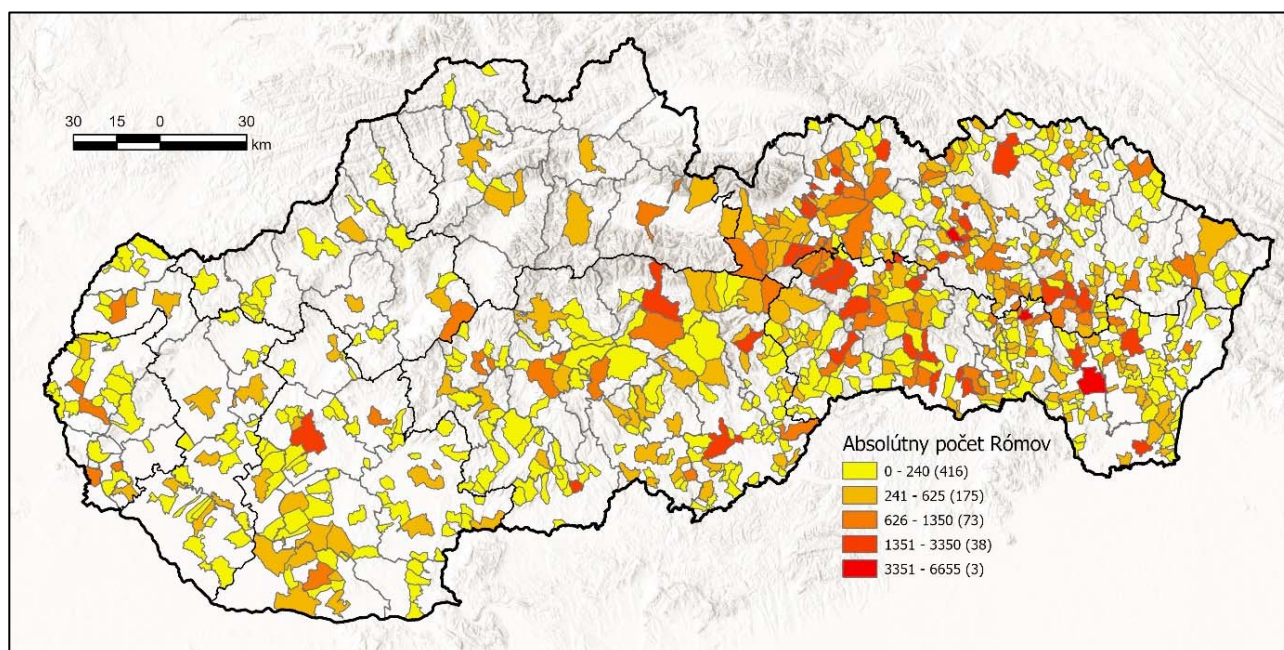 30 15 0 30
km
Absolútny počet Rómov
0 - 240 (416)
241 - 625 (175)
626 - 1350 (73)
1351 - 3350 (38)
3351 - 6655 (3)